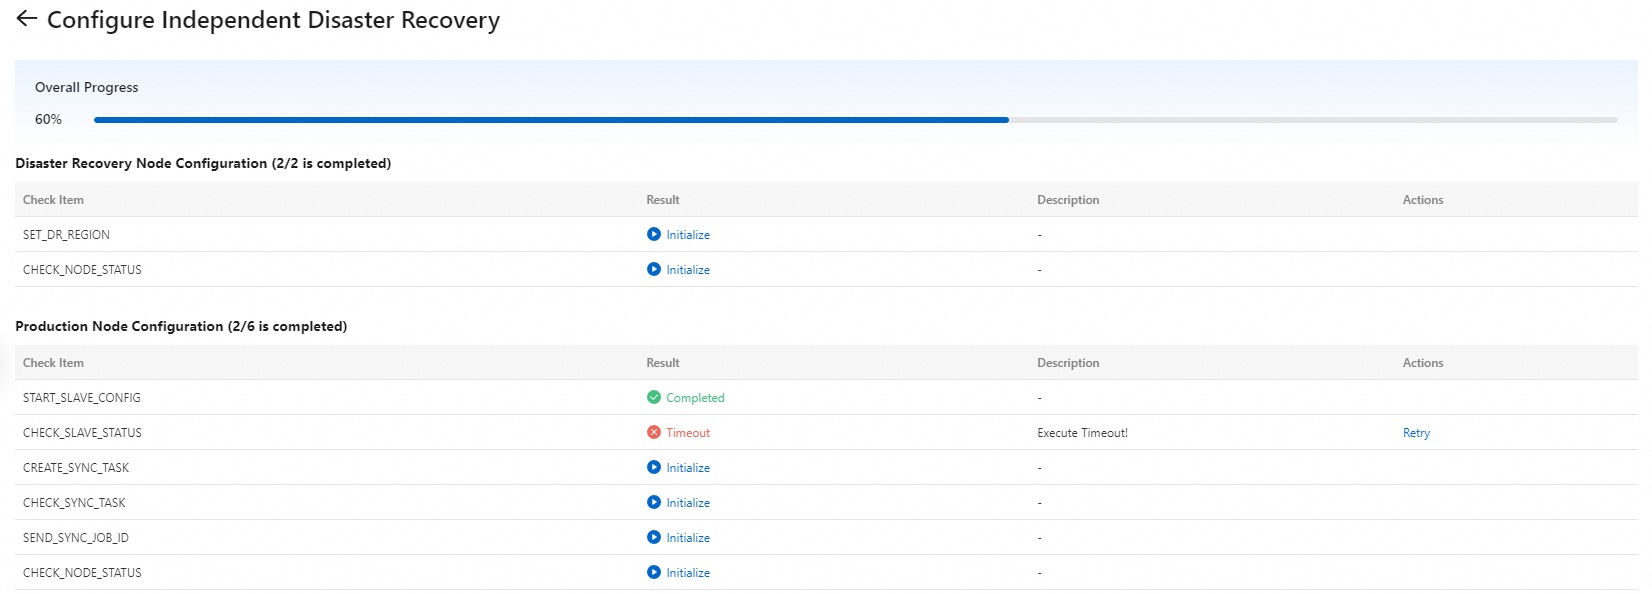 Configure Independent Disaster Recovery
Overall Progress
60%
Disaster Recovery Node Configuration (2/2 is completed)
Check Item Result Description Actions
SET_DR_REGION Initialize -
CHECK_NODE_STATUS Initialize -
Production Node Configuration (2/6 is completed)
Check Item Result Description Actions
START_SLAVE_CONFIG Completed -
CHECK_SLAVE_STATUS Timeout Execute Timeout! Retry
CREATE_SYNC_TASK Initialize -
CHECK_SYNC_TASK Initialize -
SEND_SYNC_JOB_ID Initialize -
CHECK_NODE_STATUS Initialize -